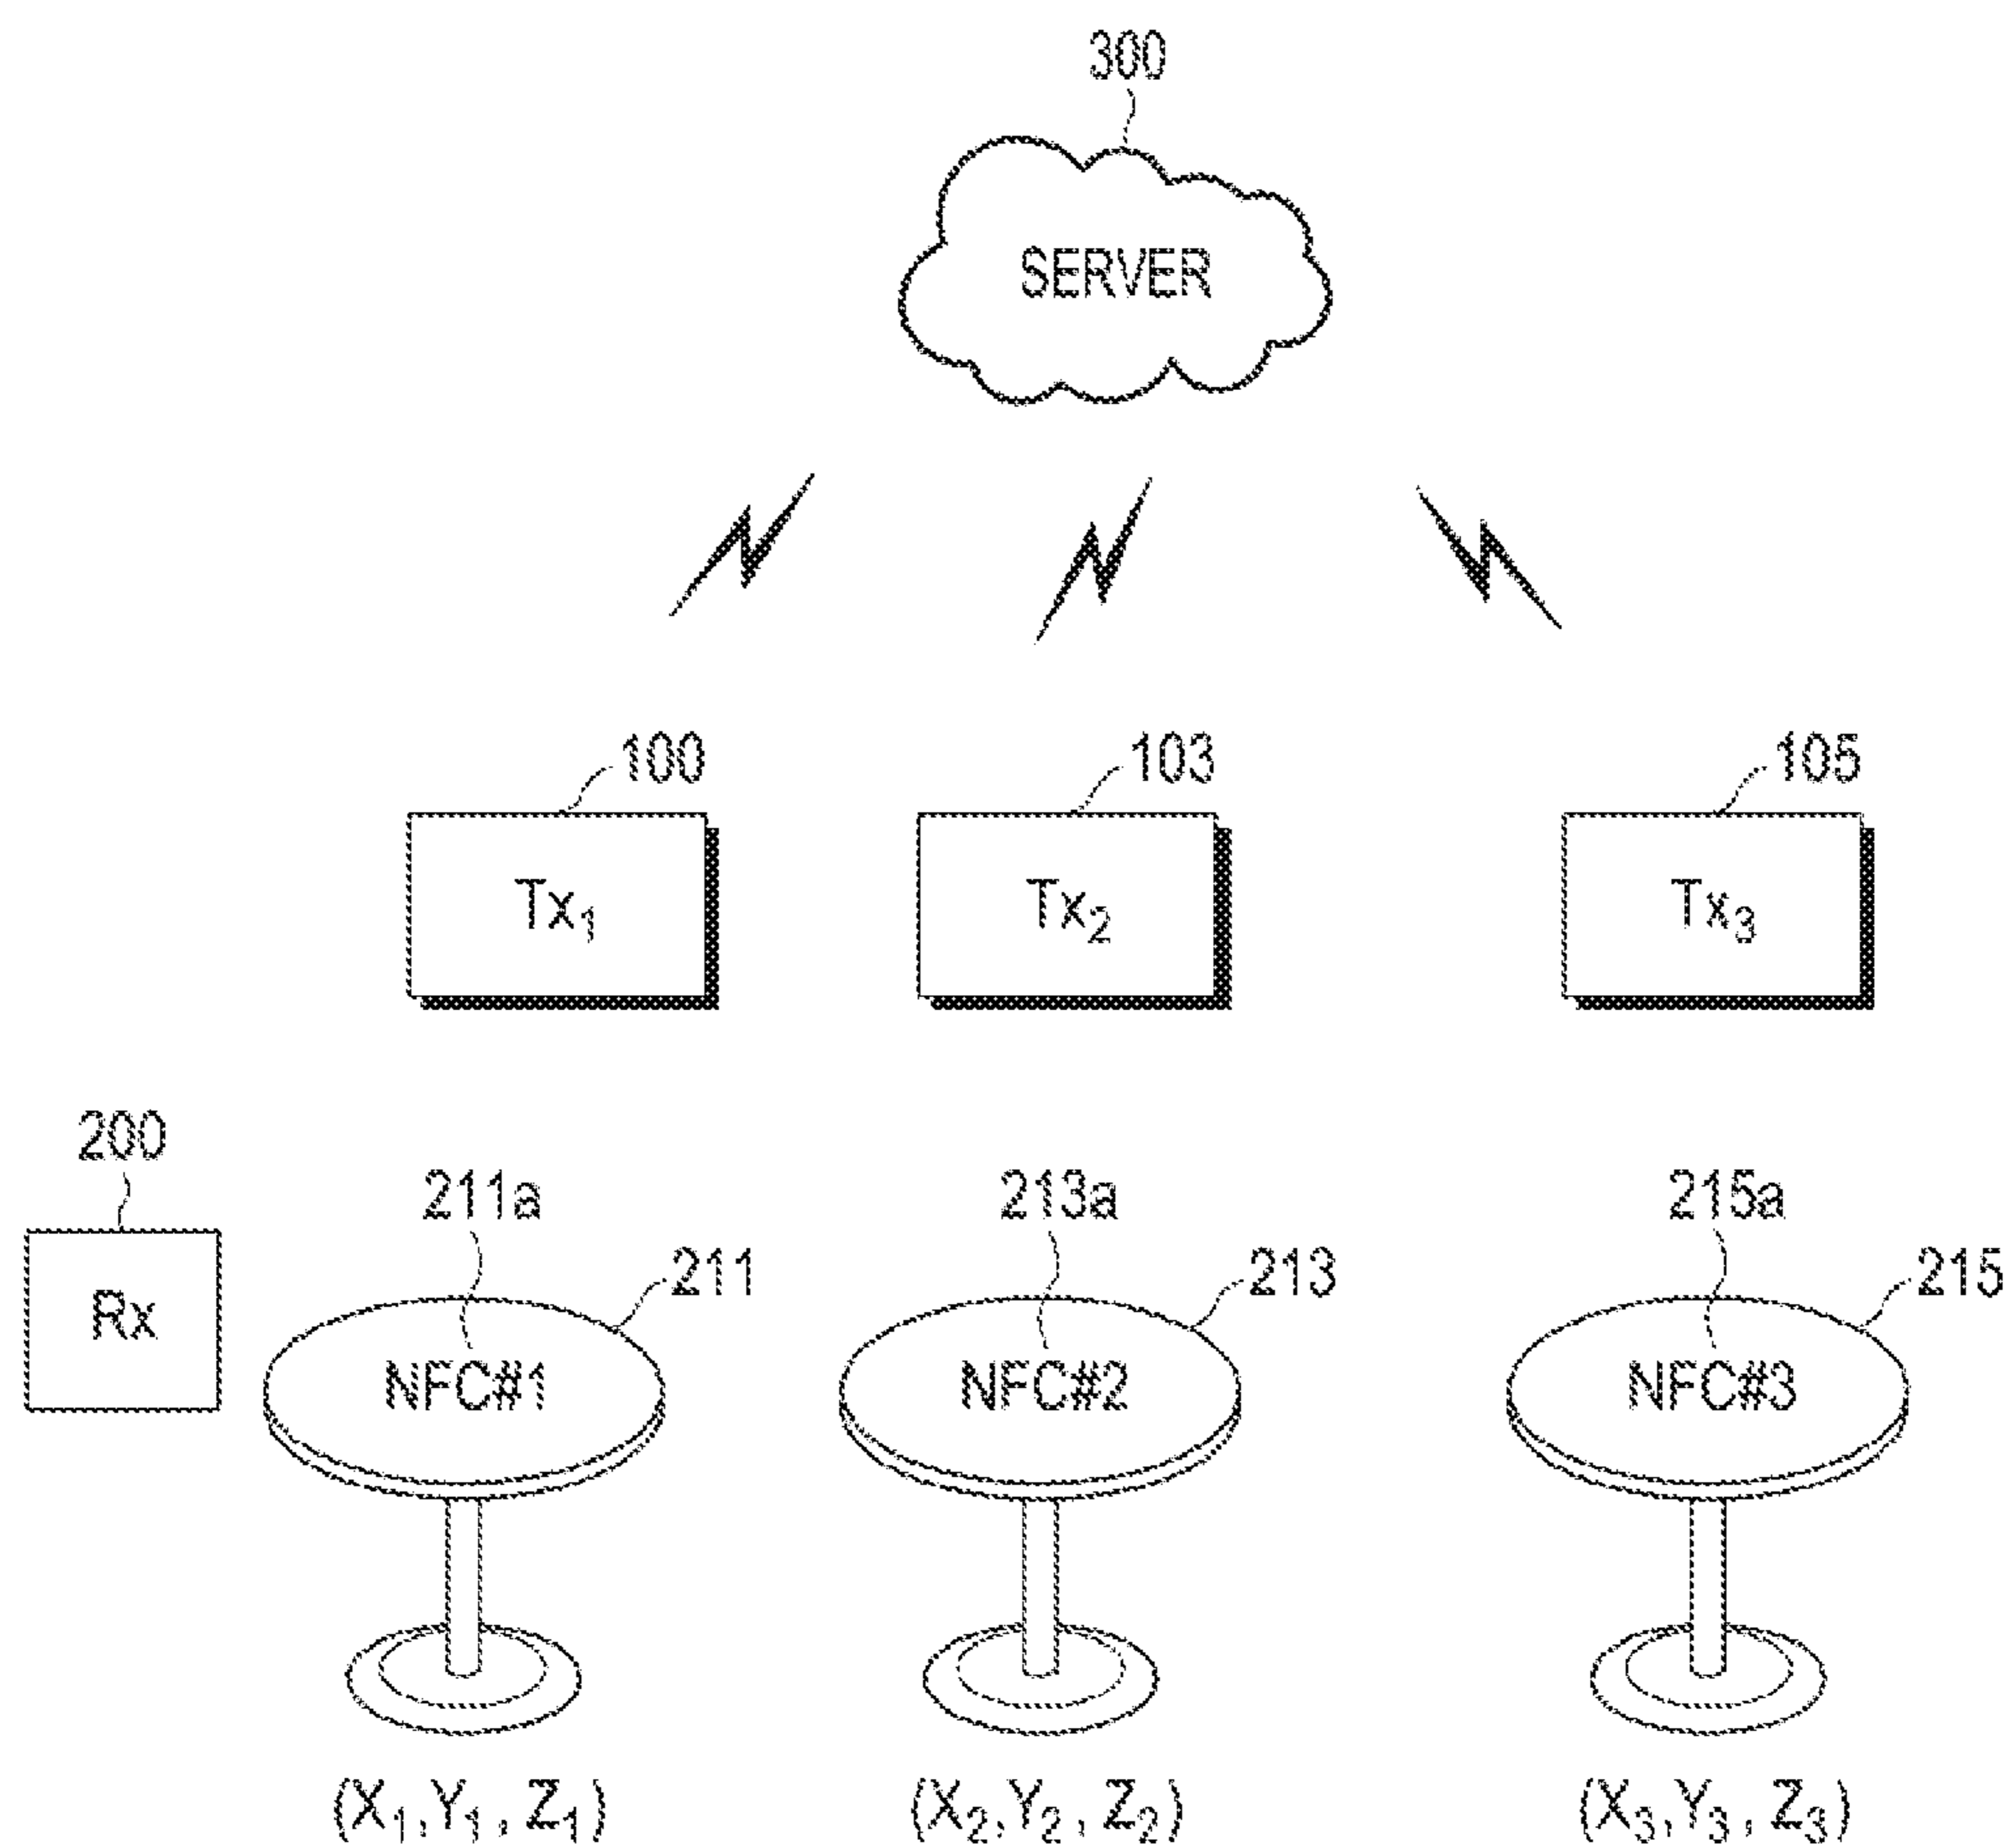 300
SERVER
100
103
105
Tx₁
Tx₂
Tx₃
200
211a
213a
215a
211
213
215
Rx
NFC#1
NFC#2
NFC#3
(X₁,Y₁, Z₁)
(X₂,Y₂, Z₂)
(X₃,Y₃, Z₃)